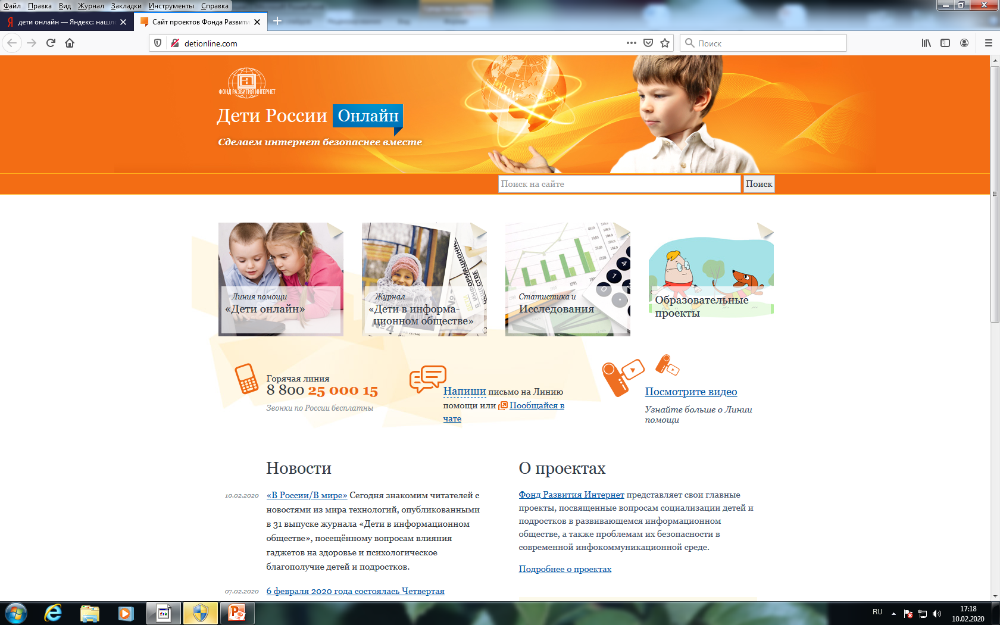 Файл Правка Вид Журнал Закладки Инструменты Справка
дети онлайн — Яндекс: нашло
Сайт проектов Фонда Развити
detionline.com
Поиск
ФОНД РАЗВИТИЯ ИНТЕРНЕТ
Дети России Онлайн
Сделаем интернет безопаснее вместе
Поиск на сайте
Поиск
Линия помощи
«Дети онлайн»
Журнал
«Дети в информа-
ционном обществе»
Статистика и
Исследования
Образовательные
проекты
Горячая линия
8 800 25 000 15
Звонки по России бесплатны
Напиши письмо на Линию
помощи или Пообщайся в
чате
Посмотрите видео
Узнайте больше о Линии
помощи
Новости
10.02.2020
«В России/В мире» Сегодня знакомим читателей с
новостями из мира технологий, опубликованными
в 31 выпуске журнала «Дети в информационном
обществе», посещённому вопросам влияния
гаджетов на здоровье и психологическое
благополучие детей и подростков.
07.02.2020
6 февраля 2020 года состоялась Четвертая
О проектах
Фонд Развития Интернет представляет свои главные
проекты, посвященные вопросам социализации детей и
подростков в развивающемся информационном
обществе, а также проблемам их безопасности в
современной инфокоммуникационной среде.
Подробнее о проектах
RU
17:18
10.02.2020